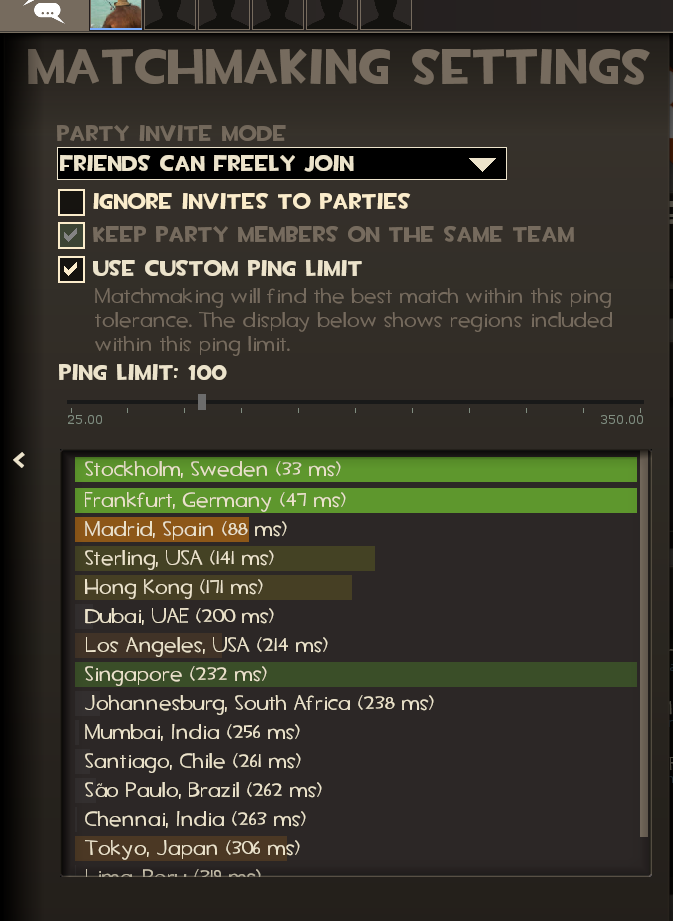 MATCHMAKING SETTINGS
PARTY INVITE MODE
FRIENDS CAN FREELY JOIN
IGNORE INVITES TO PARTIES
KEEP PARTY MEMBERS ON THE SAME TEAM
USE CUSTOM PING LIMIT
Matchmaking will find the best match within this ping
tolerance. The display below shows regions included
within this ping limit.
PING LIMIT: 100
25.00 350.00
Stockholm, Sweden (33 ms)
Frankfurt, Germany (47 ms)
Madrid, Spain (88 ms)
Sterling, USA (141 ms)
Hong Kong (171 ms)
Dubai, UAE (200 ms)
Los Angeles, USA (214 ms)
Singapore (232 ms)
Johannesburg, South Africa (238 ms)
Mumbai, India (256 ms)
Santiago, Chile (261 ms)
São Paulo, Brazil (262 ms)
Chennai, India (263 ms)
Tokyo, Japan (306 ms)
Lima, Peru (319 ms)